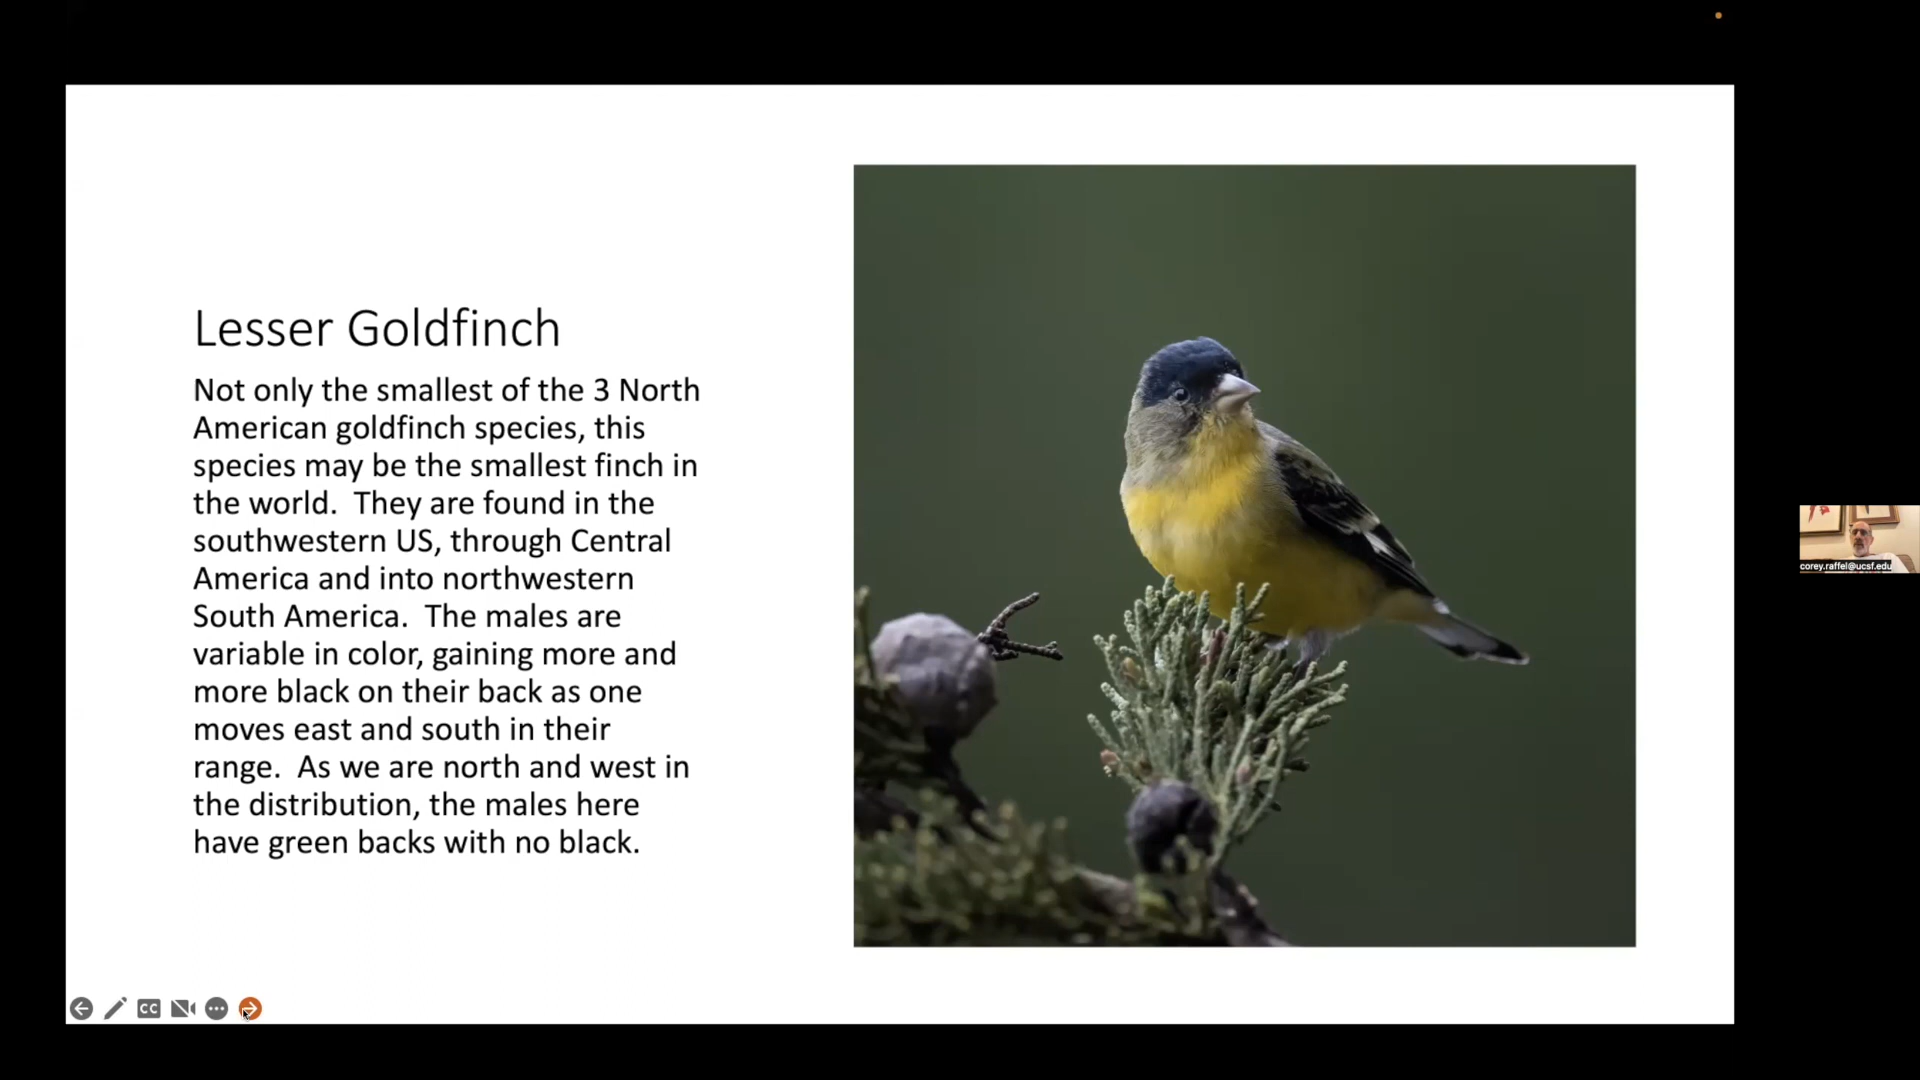 Lesser Goldfinch
Not only the smallest of the 3 North
American goldfinch species, this
species may be the smallest finch in
the world.  They are found in the
southwestern US, through Central
America and into northwestern
South America.  The males are
variable in color, gaining more and
more black on their back as one
moves east and south in their
range.  As we are north and west in
the distribution, the males here
have green backs with no black.
corey.raffel@ucsf.edu
CC